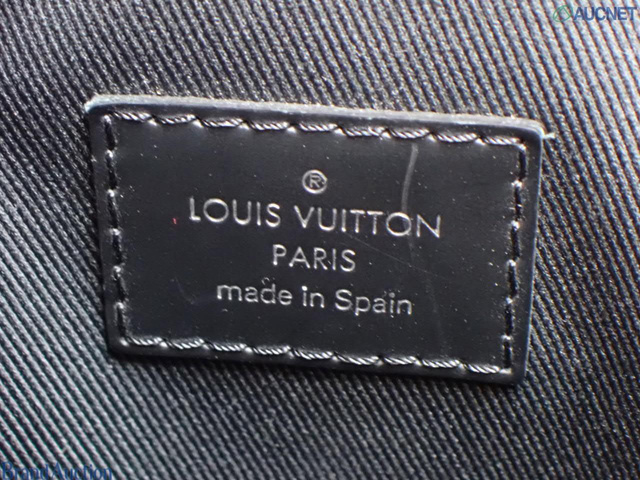 AUCNET
®
LOUIS VUITTON
PARIS
made in Spain
Brand Auction